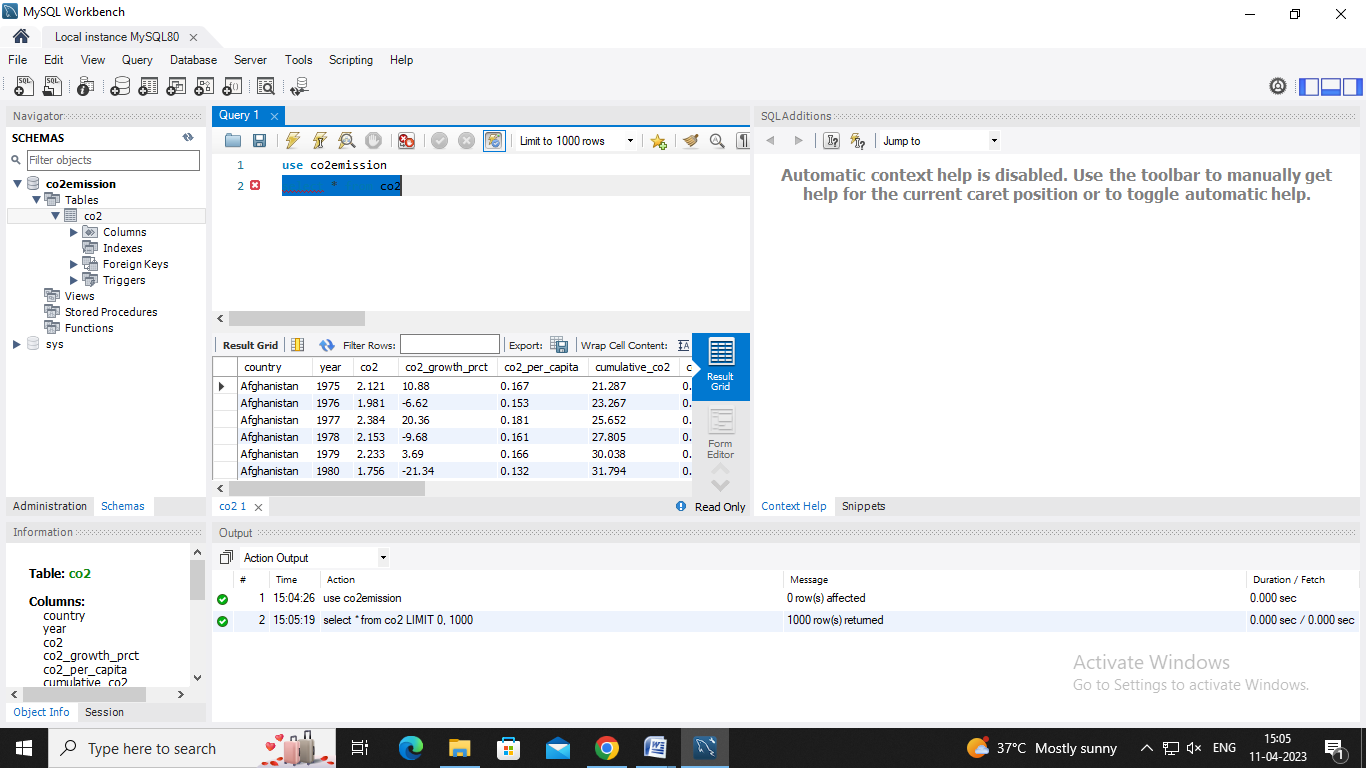 MySQL Workbench
Local instance MySQL80
File Edit View Query Database Server Tools Scripting Help
Navigator
SCHEMAS
Filter objects
co2emission
Tables
co2
Columns
Indexes
Foreign Keys
Triggers
Views
Stored Procedures
Functions
sys
Administration Schemas
Information
Table: co2
Columns:
country
year
co2
co2_growth_prct
co2_per_capita
cumulative_co2
Object Info Session
Query 1
Limit to 1000 rows
1 use co2emission
2 * co2
Result Grid Filter Rows: Export: Wrap Cell Content:
country year co2 co2_growth_prct co2_per_capita cumulative_co2 c
Afghanistan 1975 2.121 10.88 0.167 21.287 0.
Afghanistan 1976 1.981 -6.62 0.153 23.267 0.
Afghanistan 1977 2.384 20.36 0.181 25.652 0.
Afghanistan 1978 2.153 -9.68 0.161 27.805 0.
Afghanistan 1979 2.233 3.69 0.166 30.038 0.
Afghanistan 1980 1.756 -21.34 0.132 31.794 0.
Result
Grid
Form
Editor
co2 1
Read Only
SQLAdditions
Jump to
Automatic context help is disabled. Use the toolbar to manually get
help for the current caret position or to toggle automatic help.
Context Help Snippets
Output
Action Output
# Time Action Message Duration / Fetch
1 15:04:26 use co2emission 0 row(s) affected 0.000 sec
2 15:05:19 select * from co2 LIMIT 0, 1000 1000 row(s) returned 0.000 sec / 0.000 sec
Activate Windows
Go to Settings to activate Windows.
Type here to search
37°C Mostly sunny
ENG
15:05
11-04-2023
1